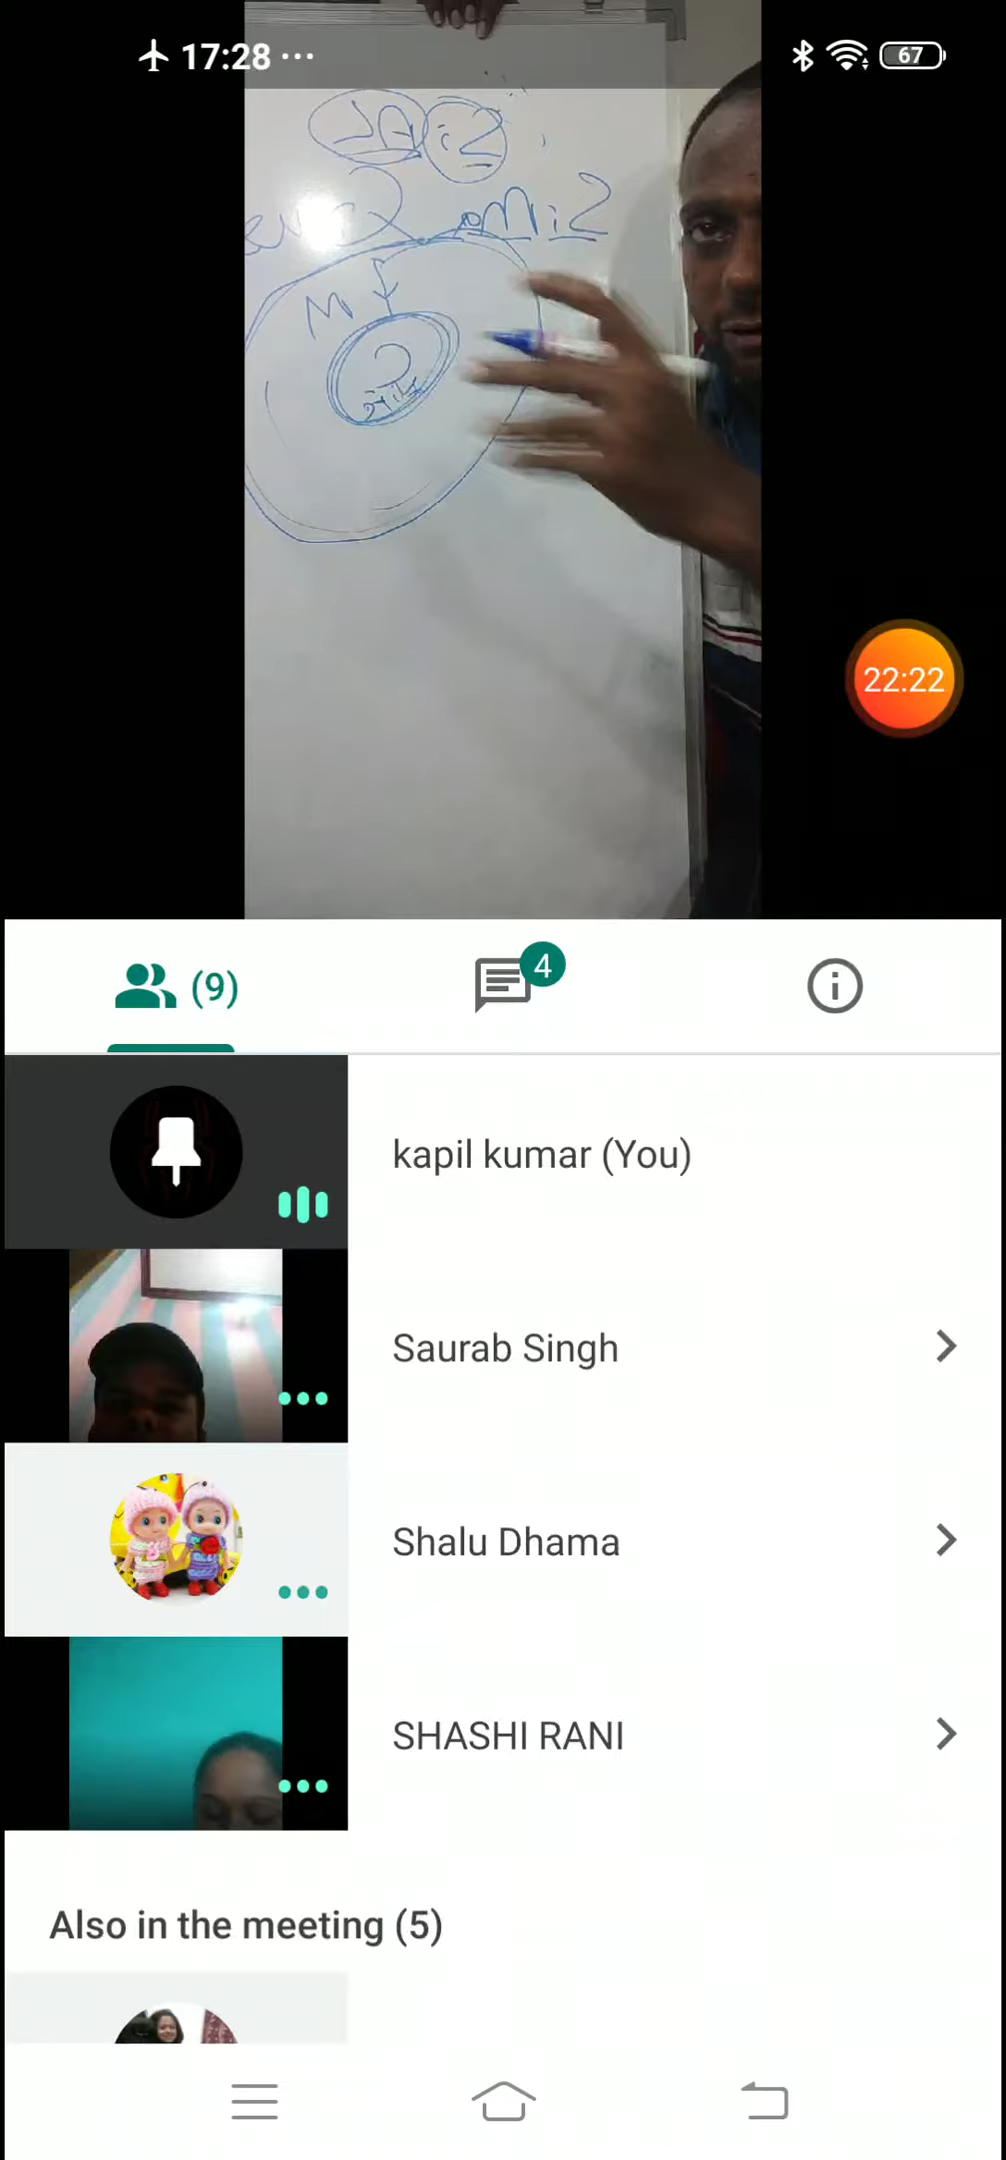 17:28 ...
67
M
22:22
(9)
4
kapil kumar (You)
Saurab Singh
Shalu Dhama
SHASHI RANI
Also in the meeting (5)